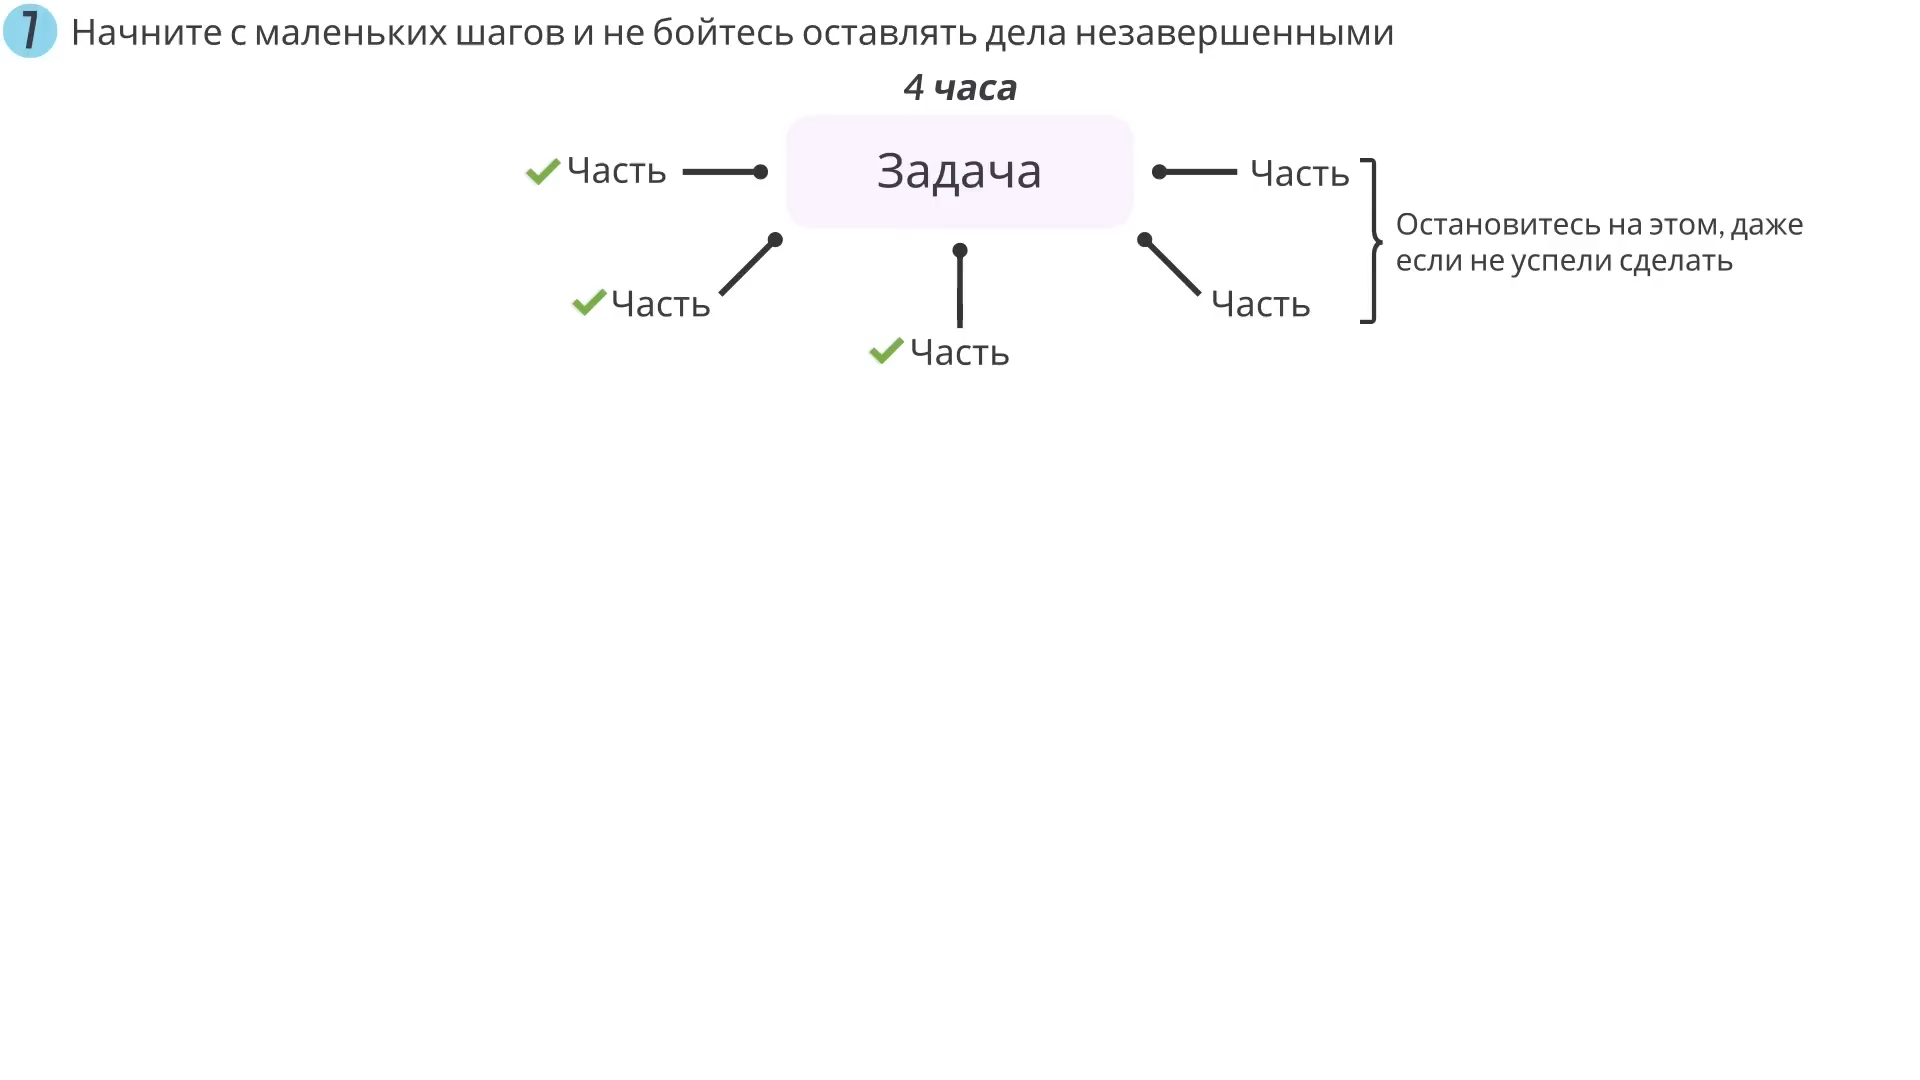 7 Начните с маленьких шагов и не бойтесь оставлять дела незавершенными
4 часа
Часть
Задача
Часть
Остановитесь на этом, даже
если не успели сделать
Часть
Часть
Часть